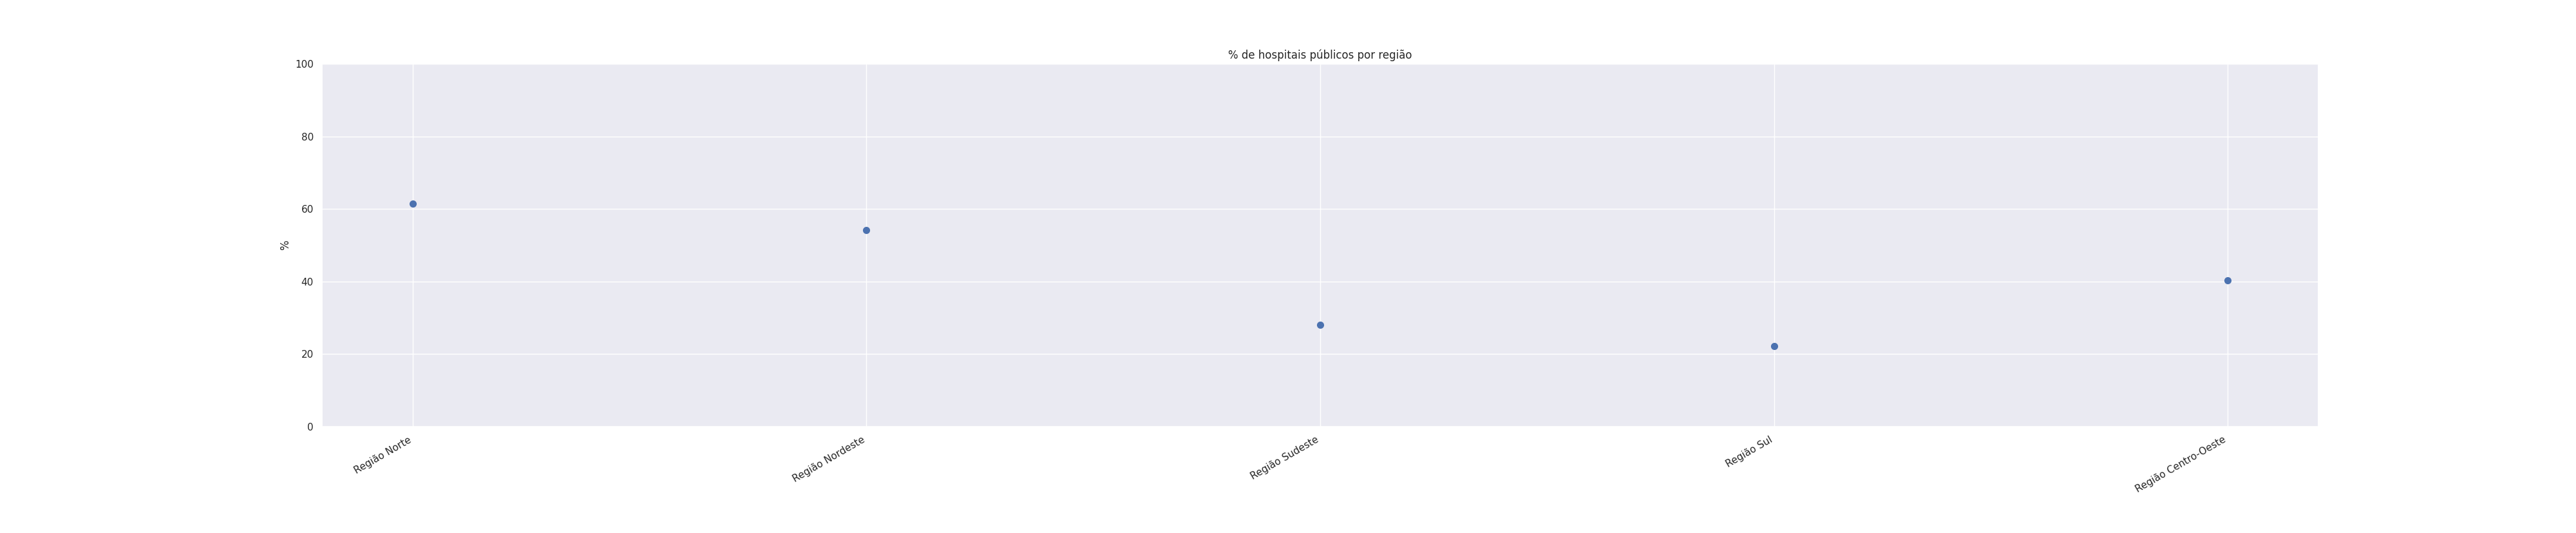 % de hospitais públicos por região
100
80
60
40
20
0
%
Região Norte
Região Nordeste
Região Sudeste
Região Sul
Região Centro-Oeste